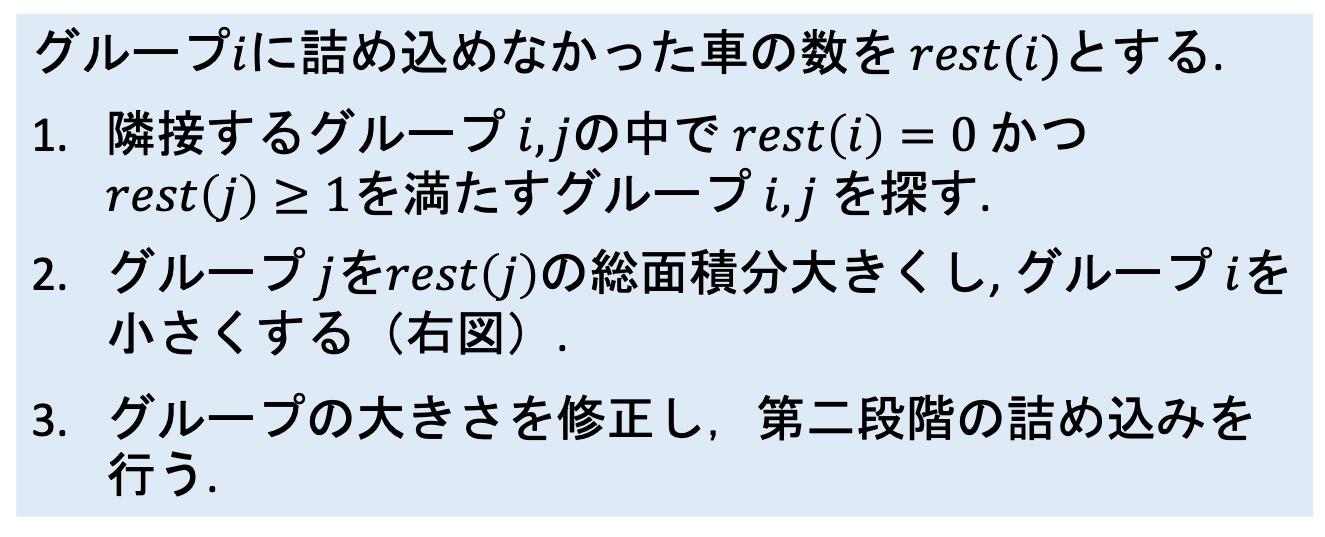 グループiに詰め込めなかった車の数を rest(i)とする.
1. 隣接するグループ i,jの中で rest(i) = 0 かつ
rest(j) ≥ 1を満たすグループ i,j を探す.
2. グループ jをrest(j)の総面積分大きくし, グループ iを
小さくする（右図）.
3. グループの大きさを修正し，第二段階の詰め込みを
行う.